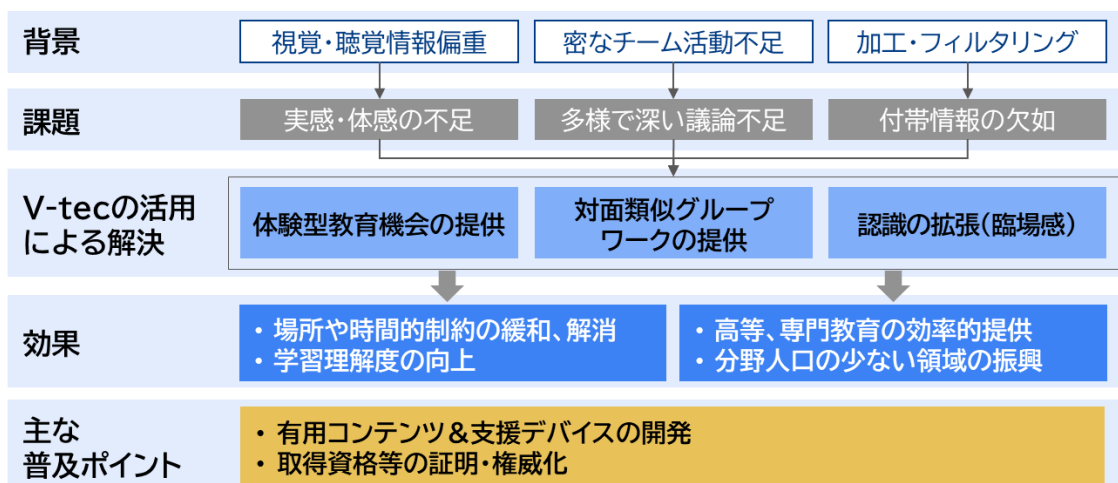 背景
視覚・聴覚情報偏重
密なチーム活動不足
加工・フィルタリング
課題
実感・体感の不足
多様で深い議論不足
付帯情報の欠如
V-tecの活用
による解決
体験型教育機会の提供
対面類似グループ
ワークの提供
認識の拡張(臨場感)
効果
・場所や時間的制約の緩和、解消
・学習理解度の向上
・高等、専門教育の効率的提供
・分野人口の少ない領域の振興
主な
普及ポイント
・有用コンテンツ&支援デバイスの開発
・取得資格等の証明・権威化